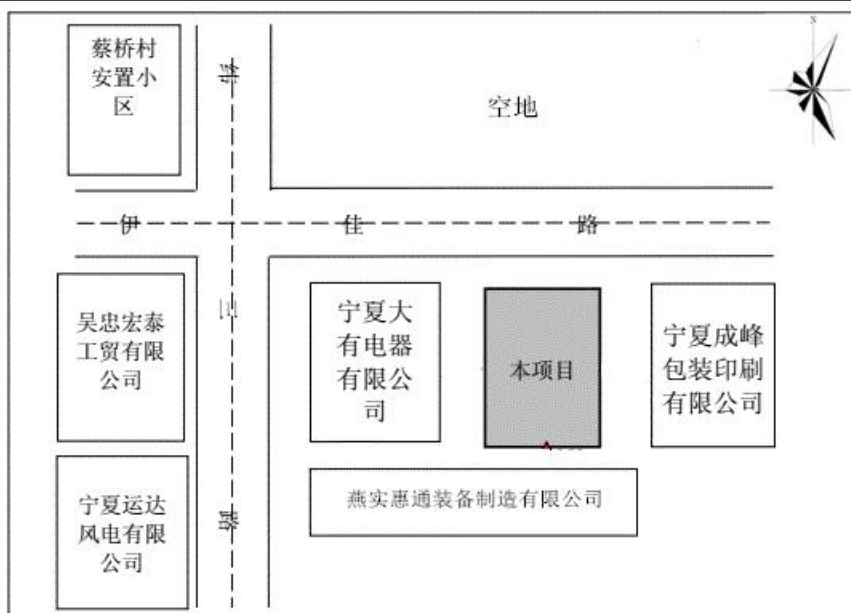 蔡桥村
安置小
区
空地
N
伊佳路
三
吴忠宏泰
工贸有限
公司
宁夏大
有电器
有限公
司
本项目
宁夏成峰
包装印刷
有限公司
燕实惠通装备制造有限公司
宁夏运达
风电有限
公司
路